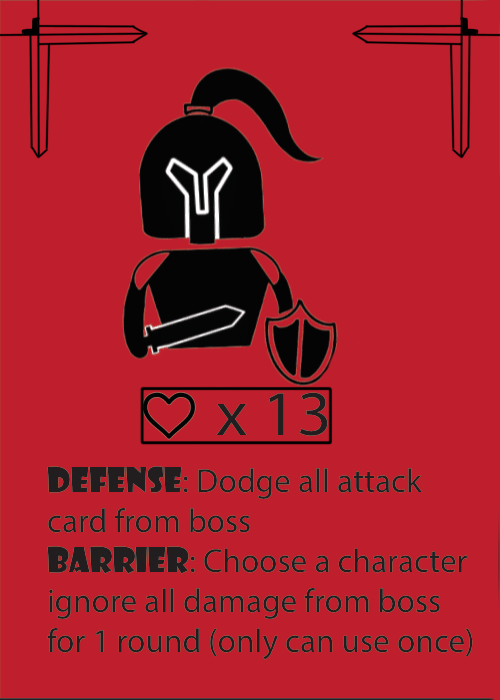 x 13
DEFENSE: Dodge all attack
card from boss
BARRIER: Choose a character
ignore all damage from boss
for 1 round (only can use once)